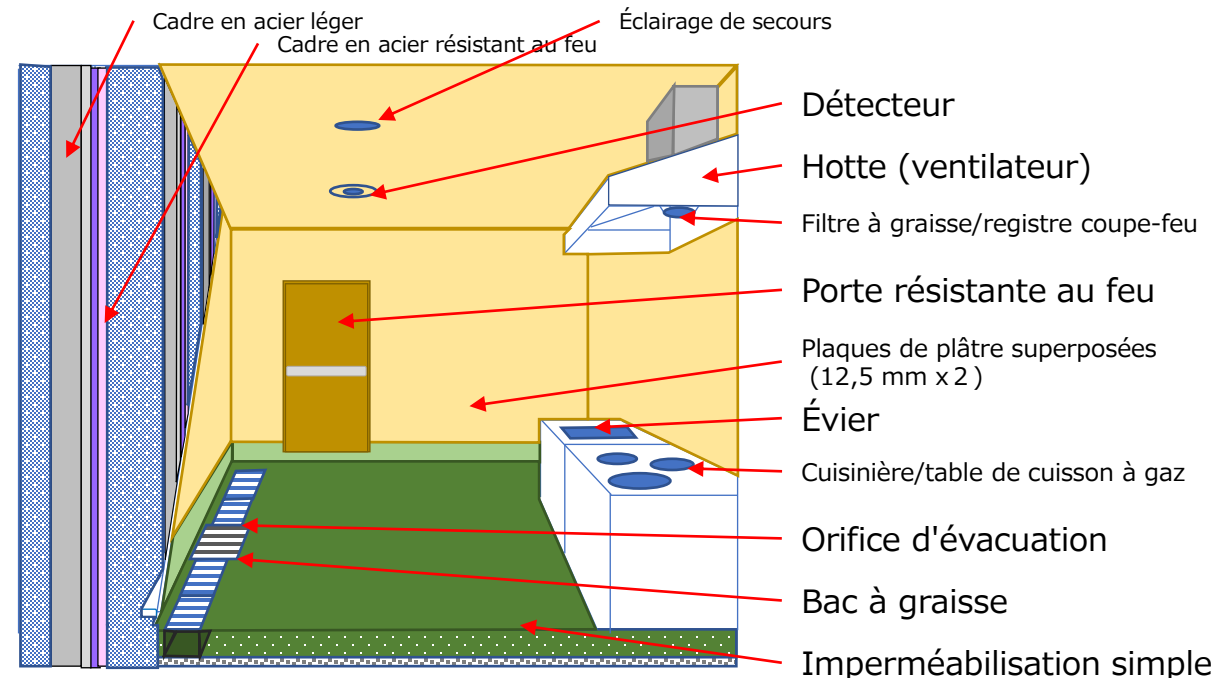 Cadre en acier léger
Éclairage de secours
Cadre en acier résistant au feu
Détecteur
Hotte (ventilateur)
Filtre à graisse/registre coupe-feu
Porte résistante au feu
Plaques de plâtre superposées
(12,5 mm x 2 )
Évier
Cuisinière/table de cuisson à gaz
Orifice d'évacuation
Bac à graisse
Imperméabilisation simple